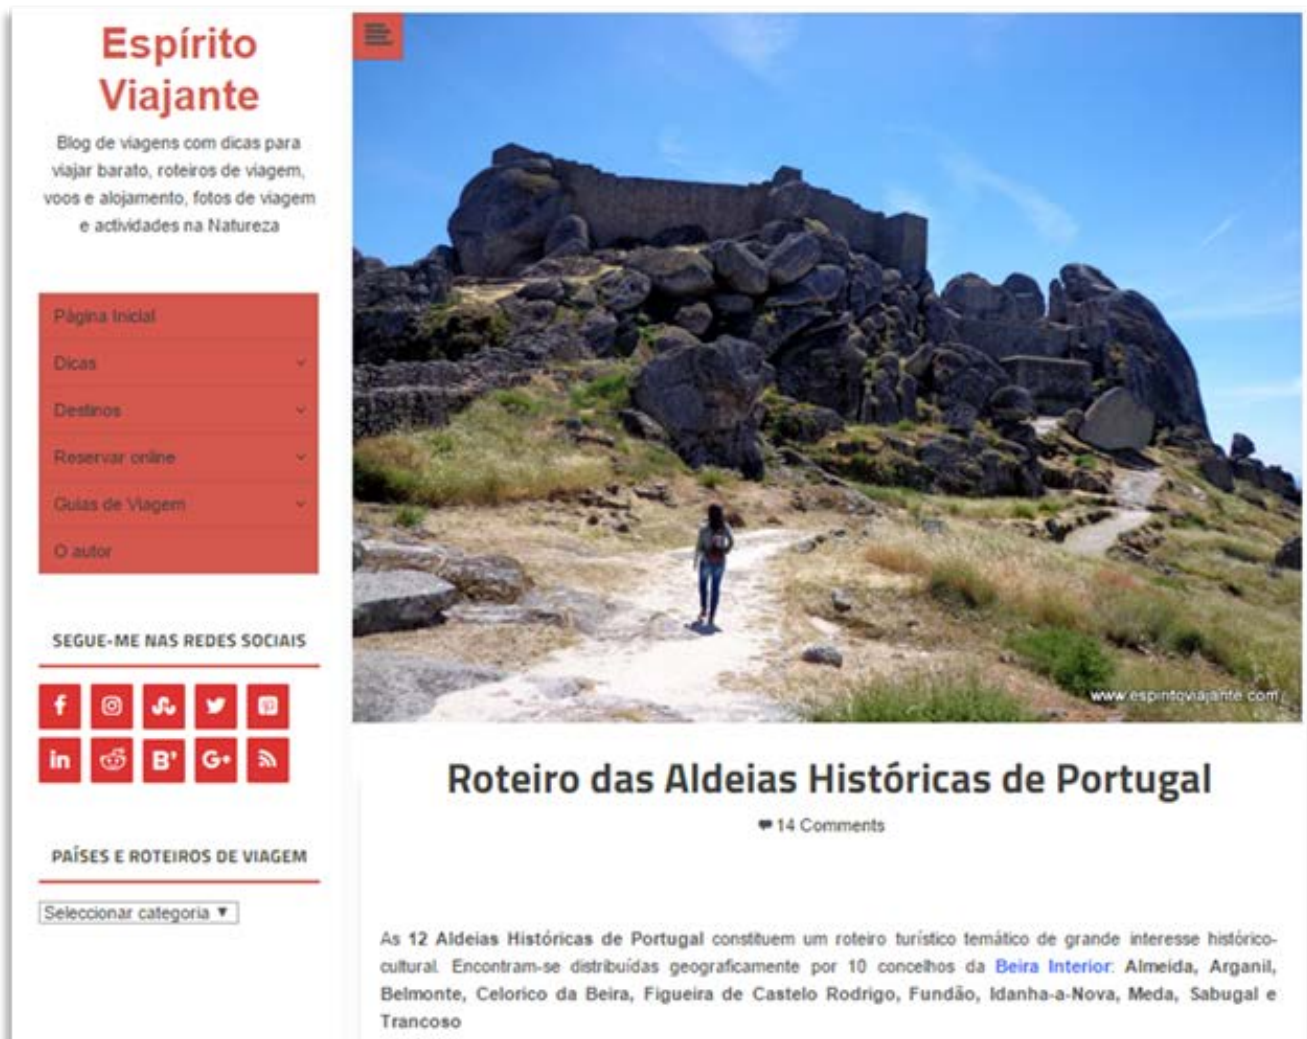 Espírito
Viajante
Blog de viagens com dicas para
viajar barato, roteiros de viagem,
voos e alojamento, fotos de viagem
e actividades na Natureza
Página Inicial
Dicas
Destinos
Reservar online
Guias de Viagem
O autor
SEGUE-ME NAS REDES SOCIAIS
f
in B' G+
PAÍSES E ROTEIROS DE VIAGEM
Seleccionar categoria ▼
www.espiritoviajante.com
Roteiro das Aldeias Históricas de Portugal
14 Comments
As 12 Aldeias Históricas de Portugal constituem um roteiro turístico temático de grande interesse histórico-
cultural. Encontram-se distribuídas geograficamente por 10 concelhos da Beira Interior: Almeida, Arganil,
Belmonte, Celorico da Beira, Figueira de Castelo Rodrigo, Fundão, Idanha-a-Nova, Meda, Sabugal e
Trancoso